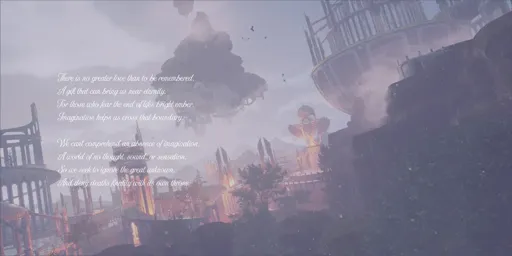 There is no greater love than to be remembered.
A gift that can bring us near eternity.
For those who fear the end of life's bright ember
Imagination helps us cross that boundary.
We can't comprehend an absence of imagination,
A world of no thought, sound, or sensation.
So we seek to ignite the great unknown,
And story death's finality with its own throne.